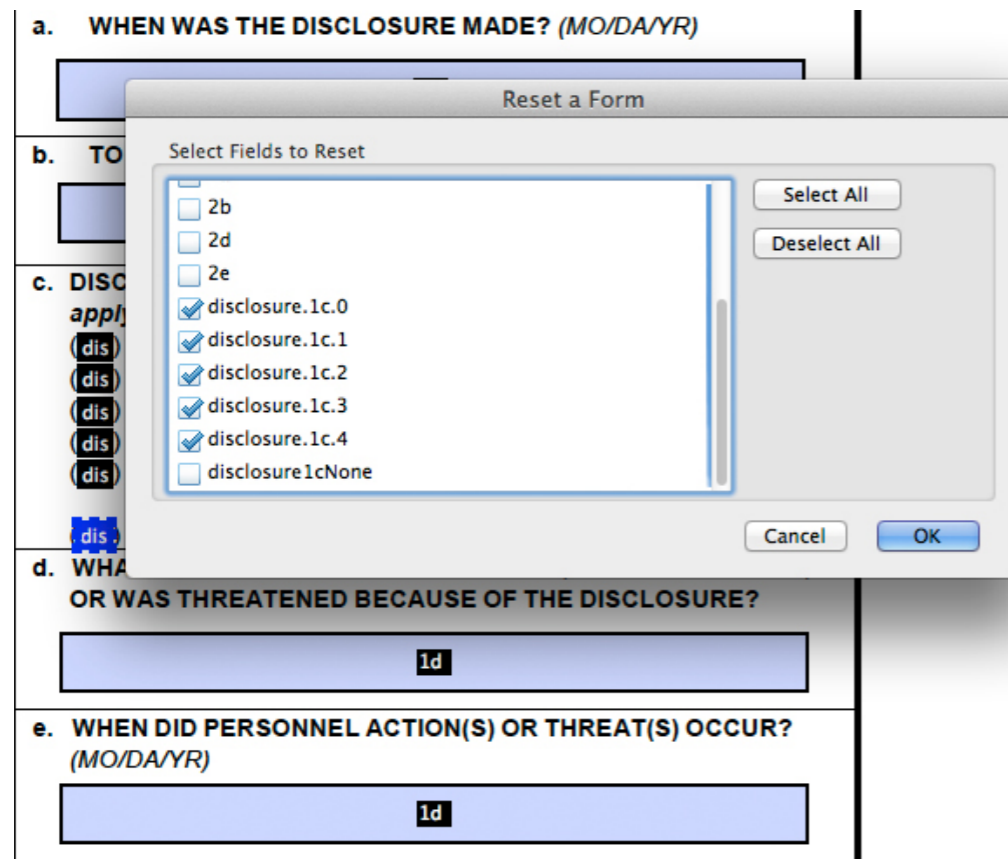 a. WHEN WAS THE DISCLOSURE MADE? (MO/DA/YR)
Reset a Form
b. TO
Select Fields to Reset
Select All
2b
2d
Deselect All
2e
c. DISC
disclosure.1c.0
apply
disclosure.1c.1
(dis)
disclosure.1c.2
(dis)
disclosure.1c.3
(dis)
disclosure.1c.4
(dis)
disclosure1cNone
(dis)
(dis)
Cancel
OK
d. WHA
OR WAS THREATENED BECAUSE OF THE DISCLOSURE?
1d
e. WHEN DID PERSONNEL ACTION(S) OR THREAT(S) OCCUR?
(MO/DA/YR)
1d